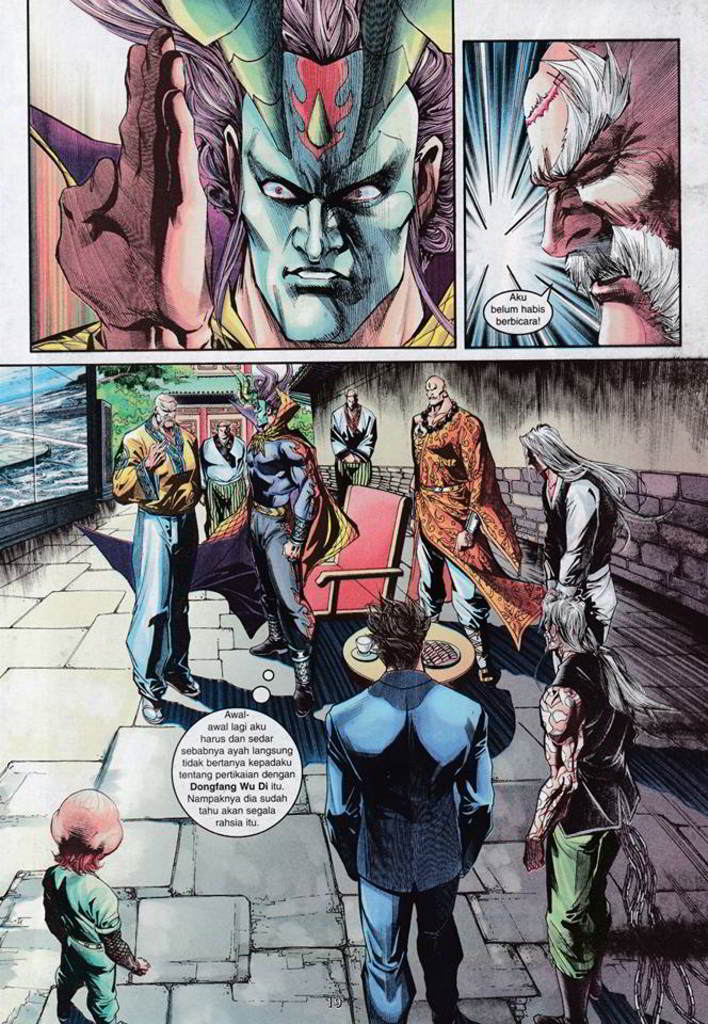 Aku
belum habis
berbicara!
Awal-
awal lagi aku
harus dan sedar
sebabnya ayah langsung
tidak bertanya kepadaku
tentang pertikaian dengan
Dongfang Wu Di itu.
Nampaknya dia sudah
tahu akan segala
rahsia itu.
19